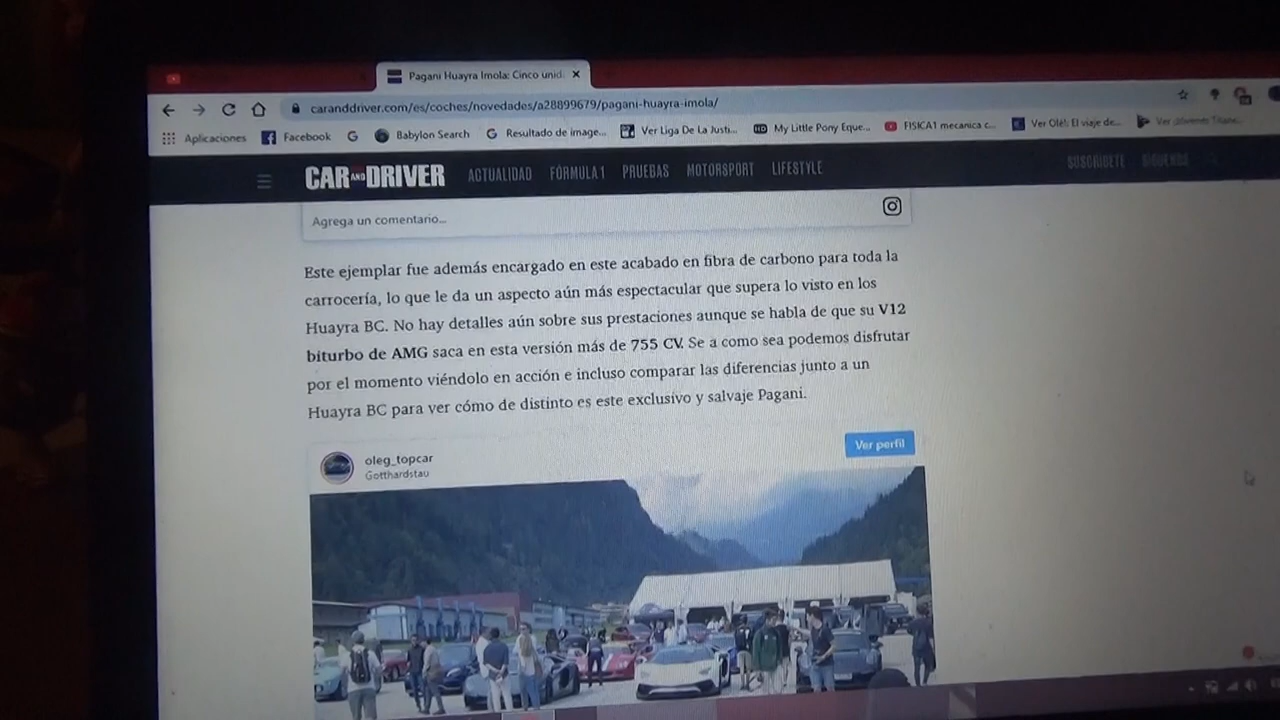 Pagani Huayra Imola: Cinco unid
caranddriver.com/es/coches/novedades/a28899679/pagani-huayra-imola/
Aplicaciones Facebook Babylon Search Resultado de image... Ver Liga De La Justi... My Little Pony Eque... FISICA1 mecanica c... Ver Olé!: El viaje de...
CAR AND DRIVER ACTUALIDAD FÓRMULA 1 PRUEBAS MOTORSPORT LIFESTYLE SUSCRÍBETE SÍGUENOS
Agrega un comentario...
Este ejemplar fue además encargado en este acabado en fibra de carbono para toda la
carrocería, lo que le da un aspecto aún más espectacular que supera lo visto en los
Huayra BC. No hay detalles aún sobre sus prestaciones aunque se habla de que su V12
biturbo de AMG saca en esta versión más de 755 CV. Se a como sea podemos disfrutar
por el momento viéndolo en acción e incluso comparar las diferencias junto a un
Huayra BC para ver cómo de distinto es este exclusivo y salvaje Pagani.
oleg_topcar
Gotthardstau
Ver perfil